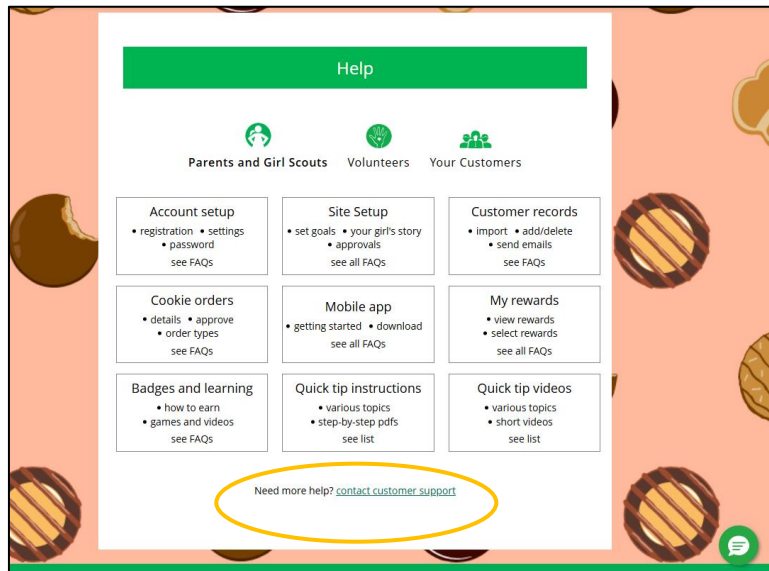 Help
Parents and Girl Scouts Volunteers Your Customers
Account setup
• registration • settings
• password
see FAQs
Site Setup
• set goals • your girl's story
• approvals
see all FAQs
Customer records
• import • add/delete
• send emails
see FAQs
Cookie orders
• details • approve
• order types
see FAQs
Mobile app
• getting started • download
see all FAQs
My rewards
• view rewards
• select rewards
see all FAQs
Badges and learning
• how to earn
• games and videos
see FAQs
Quick tip instructions
• various topics
• step-by-step pdfs
see list
Quick tip videos
• various topics
• short videos
see list
Need more help? contact customer support